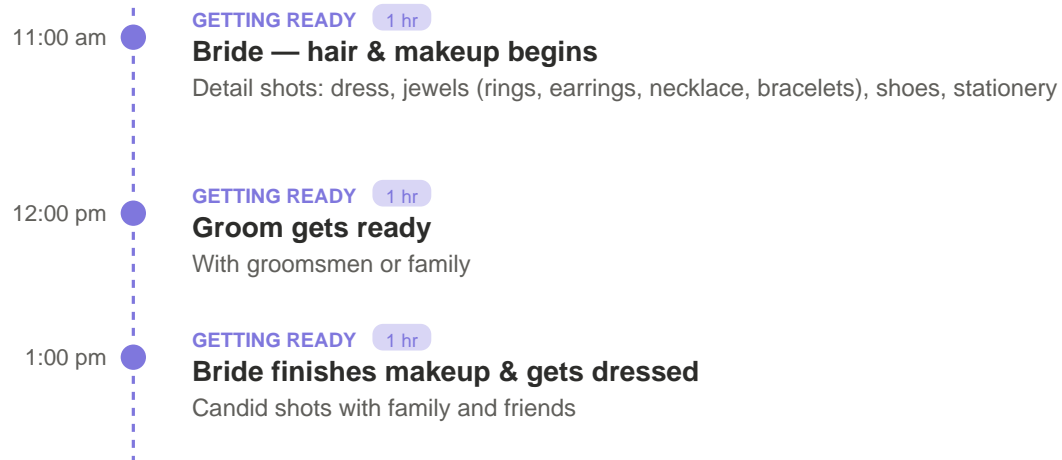 GETTING READY 1 hr
11:00 am
Bride — hair & makeup begins
Detail shots: dress, jewels (rings, earrings, necklace, bracelets), shoes, stationery
GETTING READY 1 hr
12:00 pm
Groom gets ready
With groomsmen or family
GETTING READY 1 hr
1:00 pm
Bride finishes makeup & gets dressed
Candid shots with family and friends